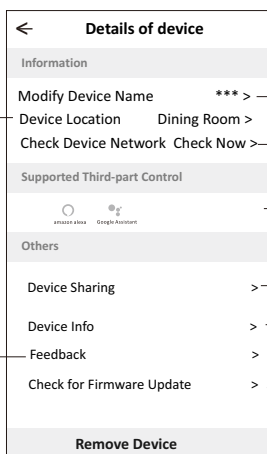 ← Details of device
Information
Modify Device Name *** >
Device Location Dining Room >
Check Device Network Check Now >
Supported Third-part Control
amazon alexa Google Assistant
Others
Device Sharing >
Device Info >
Feedback >
Check for Firmware Update >
Remove Device